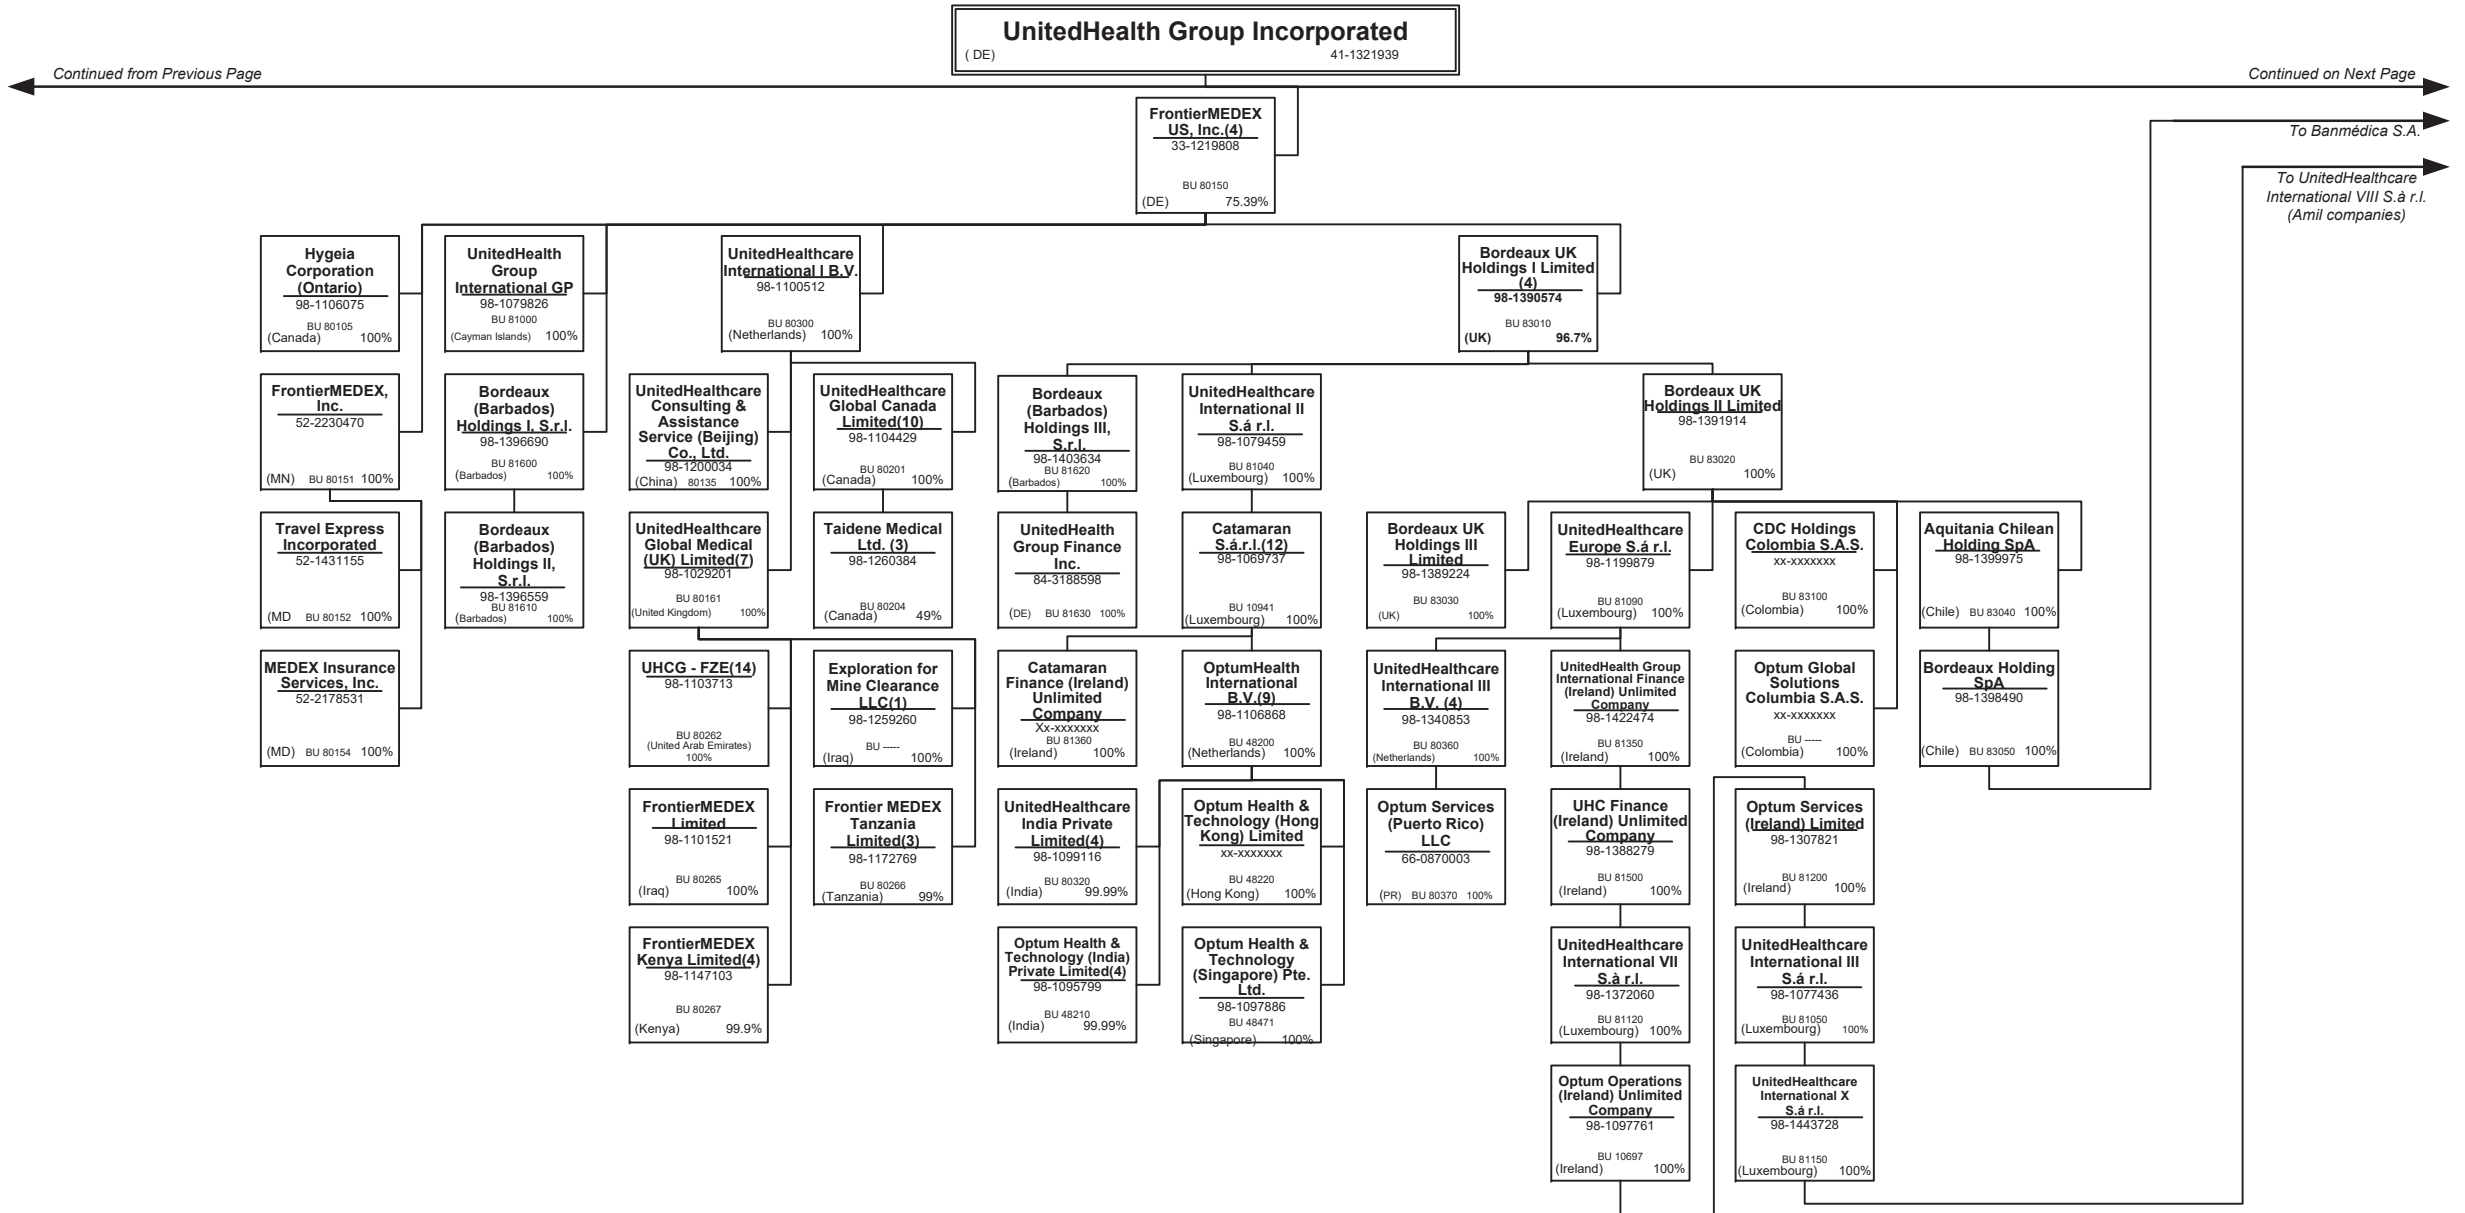 UnitedHealth Group Incorporated
( DE)
41-1321939
Continued from Previous Page
Continued on Next Page
To Banmédica S.A.
To UnitedHealthcare
International VIII S.à r.l.
(Amil companies)
FrontierMEDEX
US, Inc.(4)
33-1219808
BU 80150
(DE) 75.39%
Hygeia
Corporation
(Ontario)
98-1106075
BU 80105
(Canada) 100%
UnitedHealth
Group
International GP
98-1079826
BU 81000
(Cayman Islands) 100%
UnitedHealthcare
International I B.V.
98-1100512
BU 80300
(Netherlands) 100%
Bordeaux UK
Holdings I Limited
(4)
98-1390574
BU 83010
(UK) 96.7%
FrontierMEDEX,
Inc.
52-2230470
(MN) BU 80151 100%
Bordeaux
(Barbados)
Holdings I, S.r.l.
98-1396690
BU 81600
(Barbados) 100%
UnitedHealthcare
Consulting &
Assistance
Service (Beijing)
Co., Ltd.
98-1200034
(China) 80135 100%
UnitedHealthcare
Global Canada
Limited(10)
98-1104429
BU 80201
(Canada) 100%
Bordeaux
(Barbados)
Holdings III,
S.r.l.
98-1403634
BU 81620
(Barbados) 100%
UnitedHealthcare
International II
S.á r.l.
98-1079459
BU 81040
(Luxembourg) 100%
Bordeaux UK
Holdings II Limited
98-1391914
BU 83020
(UK) 100%
Travel Express
Incorporated
52-1431155
(MD BU 80152 100%
Bordeaux
(Barbados)
Holdings II,
S.r.l.
98-1396559
BU 81610
(Barbados) 100%
UnitedHealthcare
Global Medical
(UK) Limited(7)
98-1029201
BU 80161
(United Kingdom) 100%
Taidene Medical
Ltd. (3)
98-1260384
BU 80204
(Canada) 49%
UnitedHealth
Group Finance
Inc.
84-3188598
(DE) BU 81630 100%
Catamaran
S.á.r.l.(12)
98-1069737
BU 10941
(Luxembourg) 100%
Bordeaux UK
Holdings III
Limited
98-1389224
BU 83030
(UK) 100%
UnitedHealthcare
Europe S.á r.l.
98-1199879
BU 81090
(Luxembourg) 100%
CDC Holdings
Colombia S.A.S.
xx-xxxxxxx
BU 83100
(Colombia) 100%
Aquitania Chilean
Holding SpA
98-1399975
(Chile) BU 83040 100%
MEDEX Insurance
Services, Inc.
52-2178531
(MD) BU 80154 100%
UHCG - FZE(14)
98-1103713
BU 80262
(United Arab Emirates)
100%
Exploration for
Mine Clearance
LLC(1)
98-1259260
BU -----
(Iraq) 100%
Catamaran
Finance (Ireland)
Unlimited
Company
Xx-xxxxxxx
BU 81360
(Ireland) 100%
OptumHealth
International
B.V.(9)
98-1106868
BU 48200
(Netherlands) 100%
UnitedHealthcare
International III
B.V. (4)
98-1340853
BU 80360
(Netherlands) 100%
UnitedHealth Group
International Finance
(Ireland) Unlimited
Company
98-1422474
BU 81350
(Ireland) 100%
Optum Global
Solutions
Columbia S.A.S.
xx-xxxxxxx
BU -----
(Colombia) 100%
Bordeaux Holding
SpA
98-1398490
(Chile) BU 83050 100%
FrontierMEDEX
Limited
98-1101521
BU 80265
(Iraq) 100%
Frontier MEDEX
Tanzania
Limited(3)
98-1172769
BU 80266
(Tanzania) 99%
UnitedHealthcare
India Private
Limited(4)
98-1099116
BU 80320
(India) 99.99%
Optum Health &
Technology (Hong
Kong) Limited
xx-xxxxxxx
BU 48220
(Hong Kong) 100%
Optum Services
(Puerto Rico)
LLC
66-0870003
(PR) BU 80370 100%
UHC Finance
(Ireland) Unlimited
Company
98-1388279
BU 81500
(Ireland) 100%
Optum Services
(Ireland) Limited
98-1307821
BU 81200
(Ireland) 100%
FrontierMEDEX
Kenya Limited(4)
98-1147103
BU 80267
(Kenya) 99.9%
Optum Health &
Technology (India)
Private Limited(4)
98-1095799
BU 48210
(India) 99.99%
Optum Health &
Technology
(Singapore) Pte.
Ltd.
98-1097886
BU 48471
(Singapore) 100%
UnitedHealthcare
International VII
S.à r.l.
98-1372060
BU 81120
(Luxembourg) 100%
UnitedHealthcare
International III
S.á r.l.
98-1077436
BU 81050
(Luxembourg) 100%
Optum Operations
(Ireland) Unlimited
Company
98-1097761
BU 10697
(Ireland) 100%
UnitedHealthcare
International X
S.á r.l.
98-1443728
BU 81150
(Luxembourg) 100%